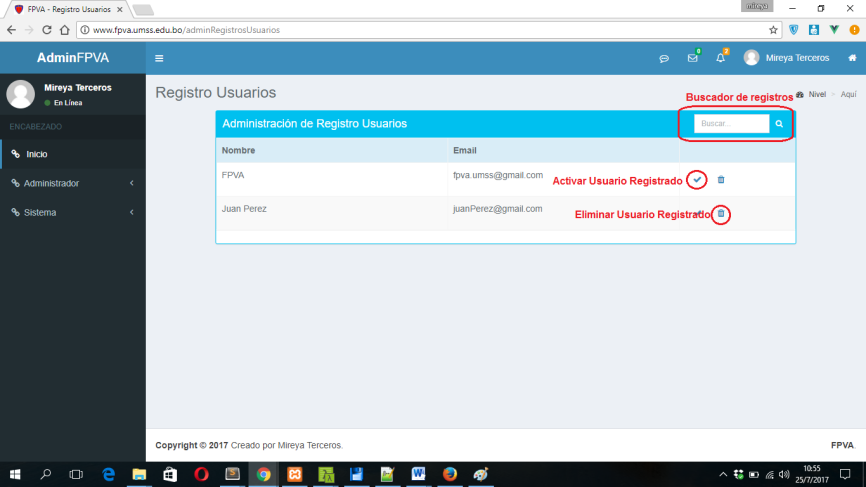 FPVA - Registro Usuarios
mireya
www.fpva.umss.edu.bo/adminRegistrosUsuarios
AdminFPVA
0
2
Mireya Terceros
Mireya Terceros
En Línea
Registro Usuarios
Buscador de registros
Nivel > Aquí
ENCABEZADO
Administración de Registro Usuarios
Buscar...
Inicio
Nombre Email
Administrador
FPVA fpva.umss@gmail.com
Activar Usuario Registrado
Sistema
Juan Perez juanPerez@gmail.com
Eliminar Usuario Registrado
Copyright © 2017 Creado por Mireya Terceros.
FPVA.
10:55
25/7/2017